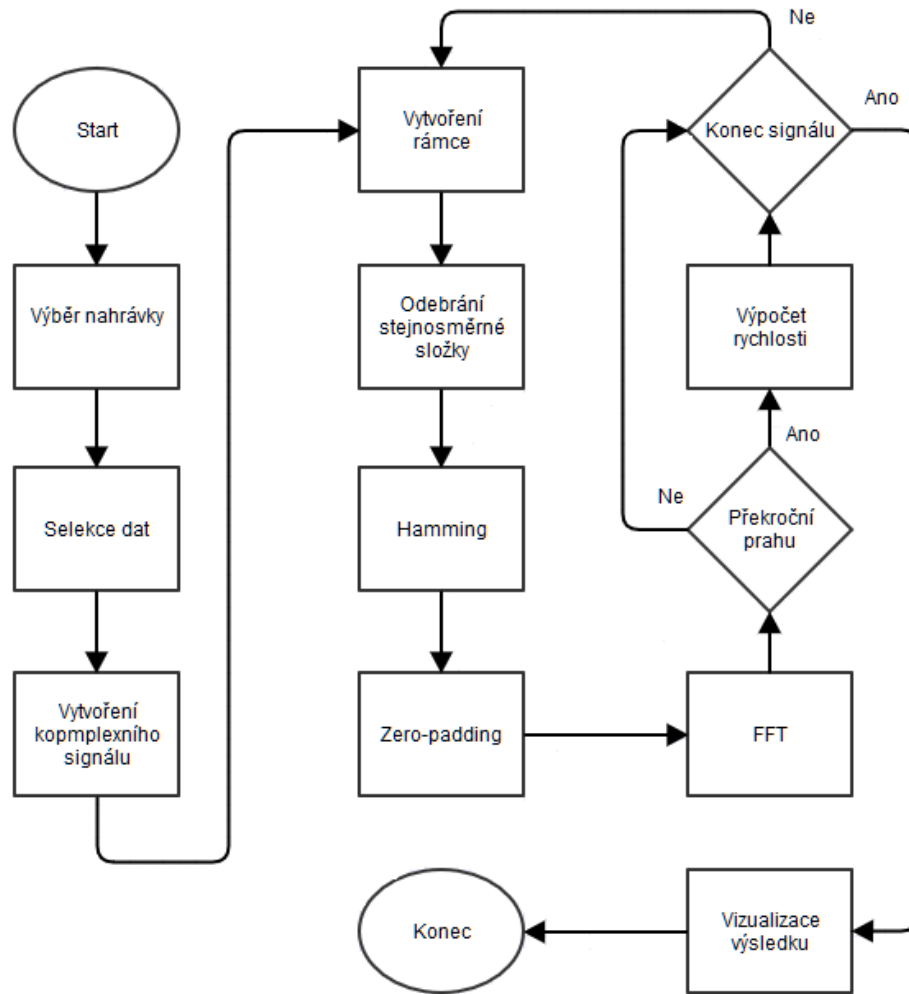 Start
Výběr nahrávky
Selekce dat
Vytvoření
kopmplexního
signálu
Vytvoření
rámce
Odebrání
stejnosměrné
složky
Hamming
Zero-padding
FFT
Překroční
prahu
Ne
Ano
Výpočet
rychlosti
Konec signálu
Ne
Ano
Vizualizace
výsledku
Konec